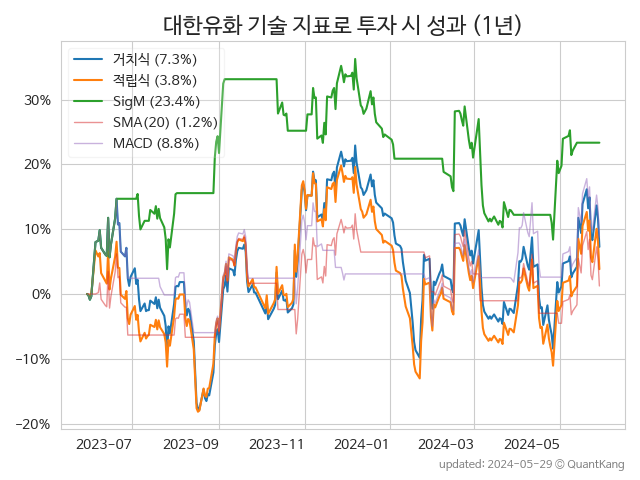 대한유화 기술 지표로 투자 시 성과 (1년)
거치식 (7.3%)
적립식 (3.8%)
SigM (23.4%)
SMA(20) (1.2%)
MACD (8.8%)
30%
20%
10%
0%
−10%
−20%
2023-07 2023-09 2023-11 2024-01 2024-03 2024-05
updated: 2024-05-29 © QuantKang